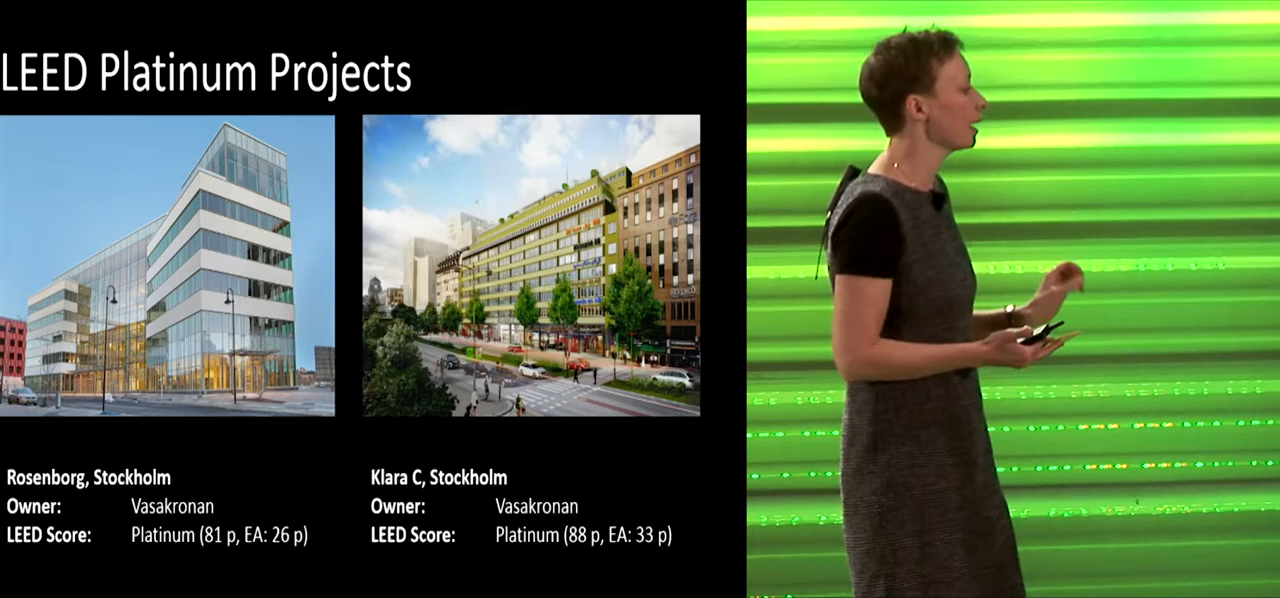 LEED Platinum Projects
Rosenborg, Stockholm
Owner: Vasakronan
LEED Score: Platinum (81 p, EA: 26 p)
Klara C, Stockholm
Owner: Vasakronan
LEED Score: Platinum (88 p, EA: 33 p)